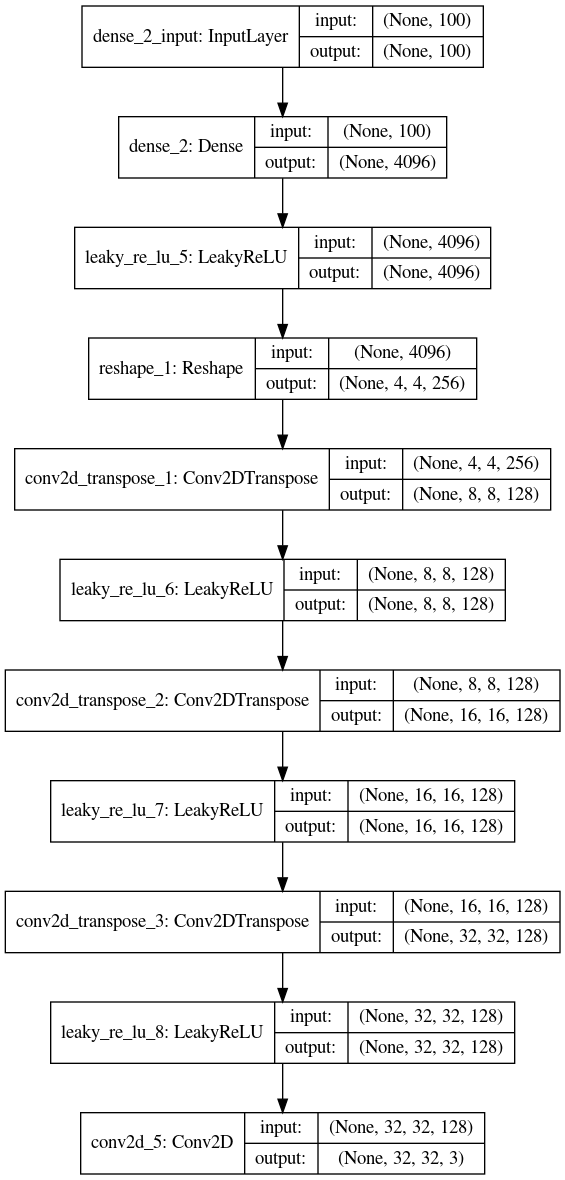 dense_2_input: InputLayer
input:
(None, 100)
output:
(None, 100)
dense_2: Dense
input:
(None, 100)
output:
(None, 4096)
leaky_re_lu_5: LeakyReLU
input:
(None, 4096)
output:
(None, 4096)
reshape_1: Reshape
input:
(None, 4096)
output:
(None, 4, 4, 256)
conv2d_transpose_1: Conv2DTranspose
input:
(None, 4, 4, 256)
output:
(None, 8, 8, 128)
leaky_re_lu_6: LeakyReLU
input:
(None, 8, 8, 128)
output:
(None, 8, 8, 128)
conv2d_transpose_2: Conv2DTranspose
input:
(None, 8, 8, 128)
output:
(None, 16, 16, 128)
leaky_re_lu_7: LeakyReLU
input:
(None, 16, 16, 128)
output:
(None, 16, 16, 128)
conv2d_transpose_3: Conv2DTranspose
input:
(None, 16, 16, 128)
output:
(None, 32, 32, 128)
leaky_re_lu_8: LeakyReLU
input:
(None, 32, 32, 128)
output:
(None, 32, 32, 128)
conv2d_5: Conv2D
input:
(None, 32, 32, 128)
output:
(None, 32, 32, 3)